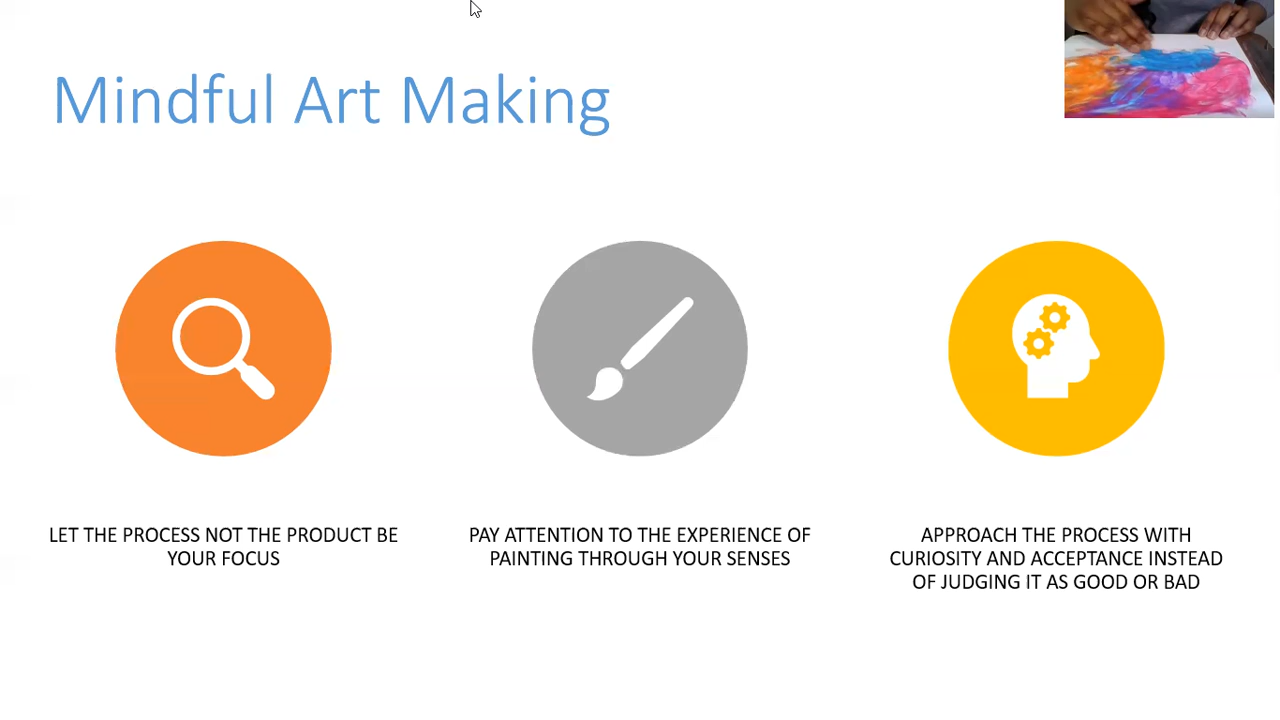 Mindful Art Making
LET THE PROCESS NOT THE PRODUCT BE
YOUR FOCUS
PAY ATTENTION TO THE EXPERIENCE OF
PAINTING THROUGH YOUR SENSES
APPROACH THE PROCESS WITH
CURIOSITY AND ACCEPTANCE INSTEAD
OF JUDGING IT AS GOOD OR BAD